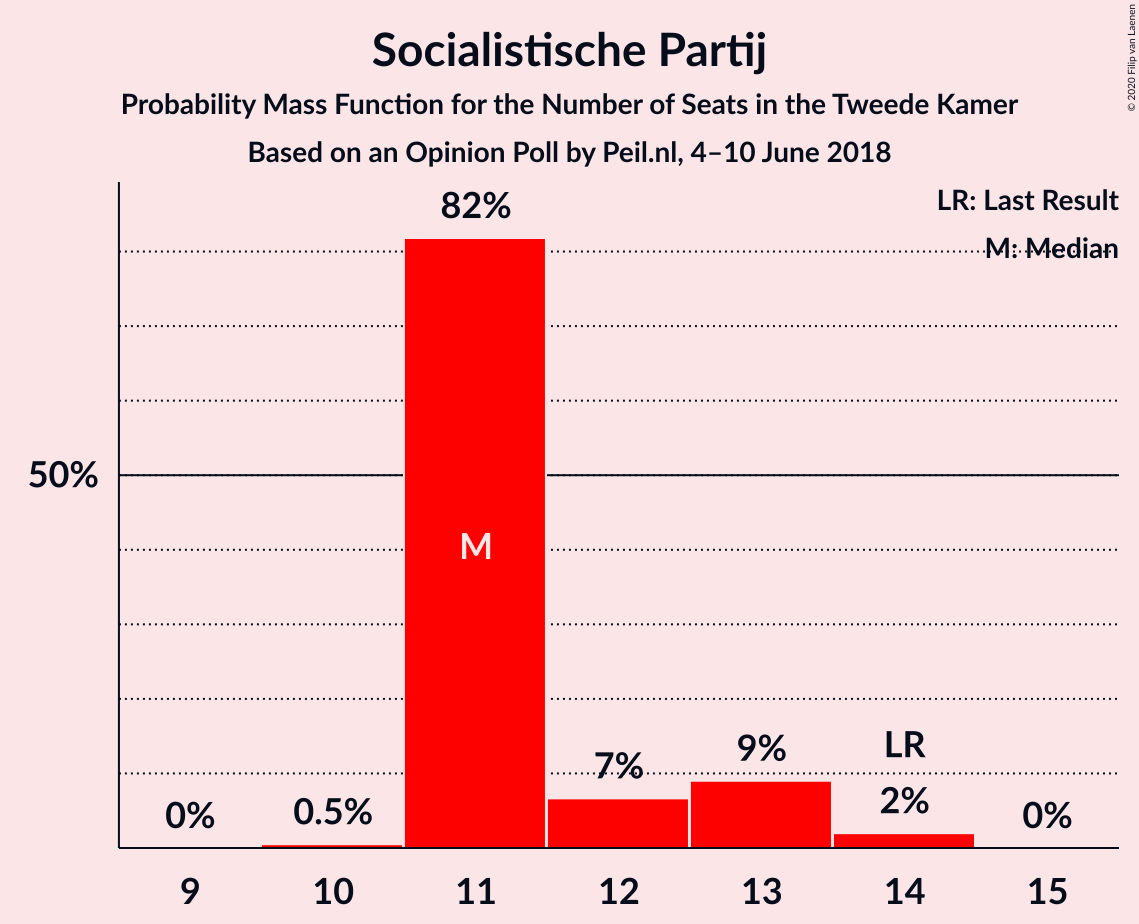 Socialistische Partij
Probability Mass Function for the Number of Seats in the Tweede Kamer
Based on an Opinion Poll by Peil.nl, 4–10 June 2018
© 2020 Filip van Laenen
LR: Last Result
M: Median
82%
50%
M
0%
0.5%
7%
9%
LR
2%
0%
9 10 11 12 13 14 15